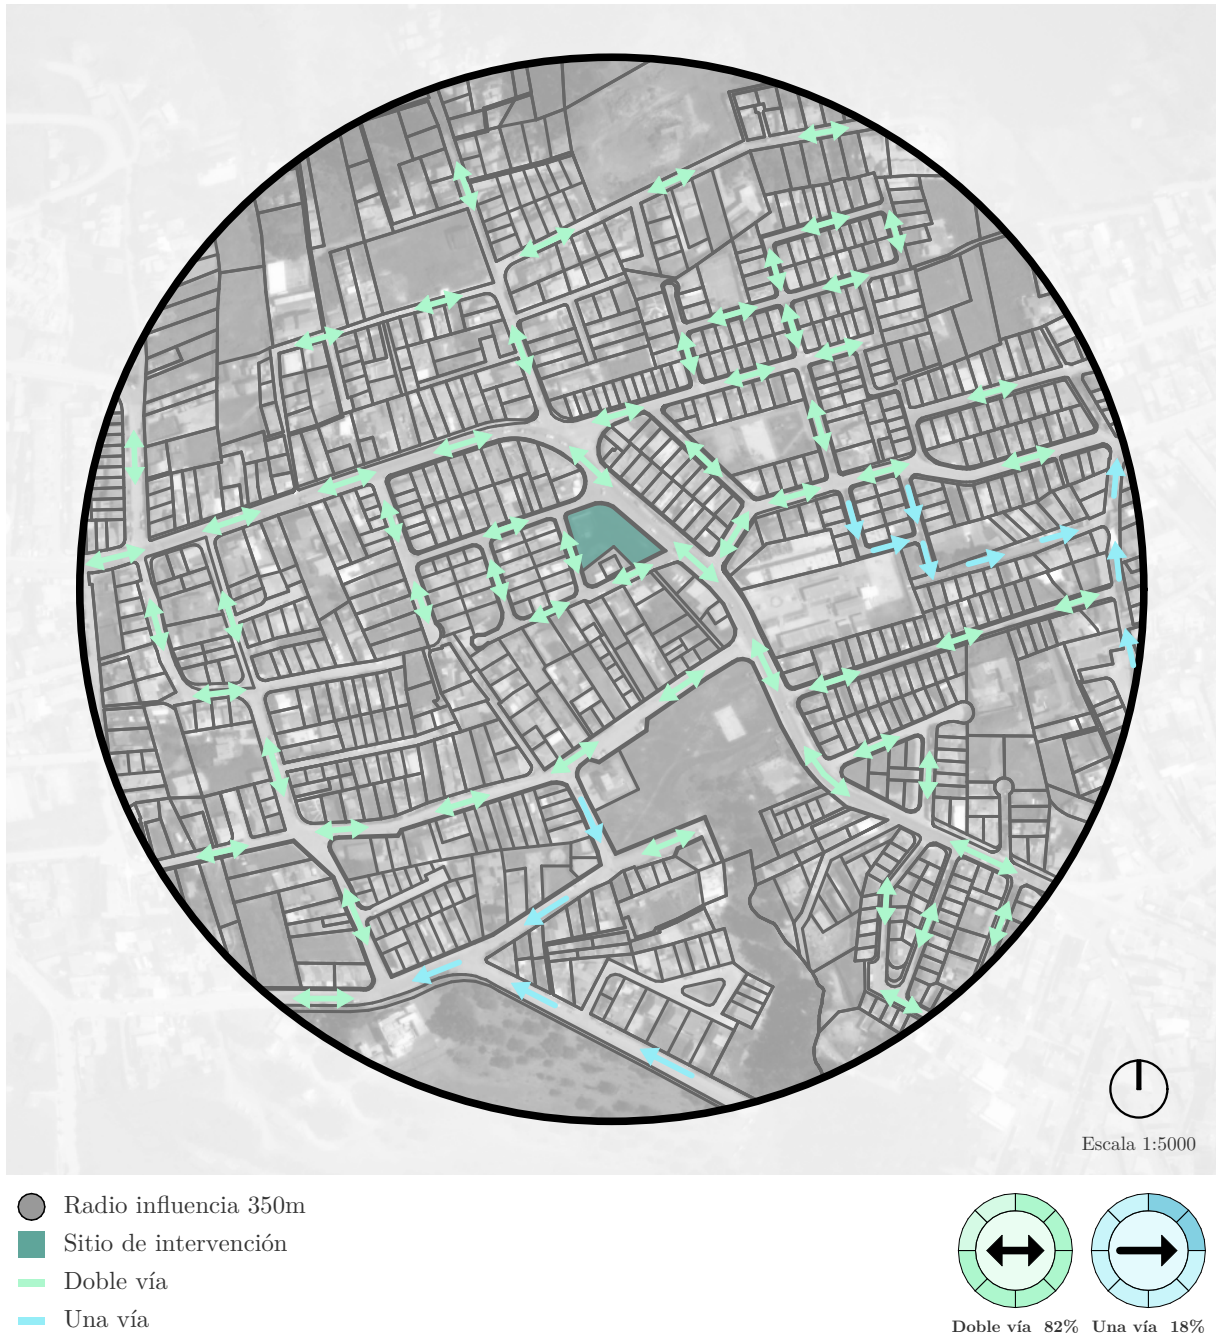 Escala 1:5000
Radio influencia 350m
Sitio de intervención
Doble vía
Una vía
Doble vía 82% Una vía 18%